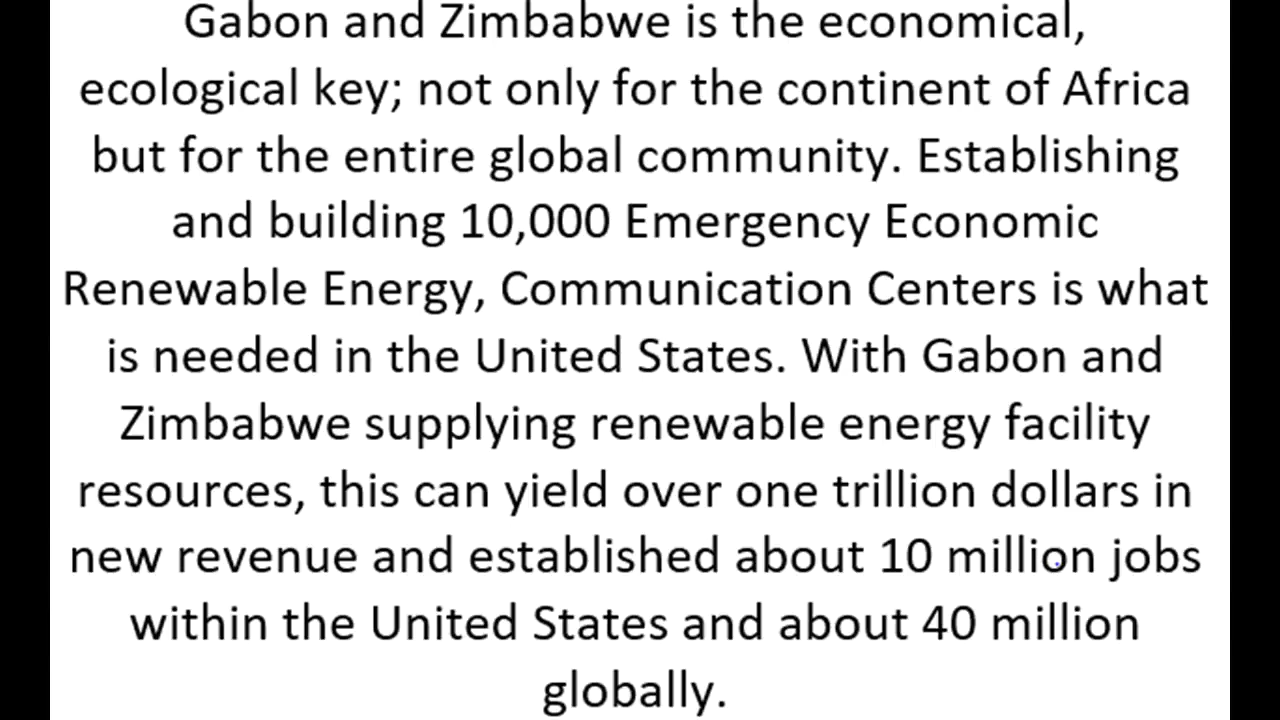 Gabon and Zimbabwe is the economical,
ecological key; not only for the continent of Africa
but for the entire global community. Establishing
and building 10,000 Emergency Economic
Renewable Energy, Communication Centers is what
is needed in the United States. With Gabon and
Zimbabwe supplying renewable energy facility
resources, this can yield over one trillion dollars in
new revenue and established about 10 million jobs
within the United States and about 40 million
globally.